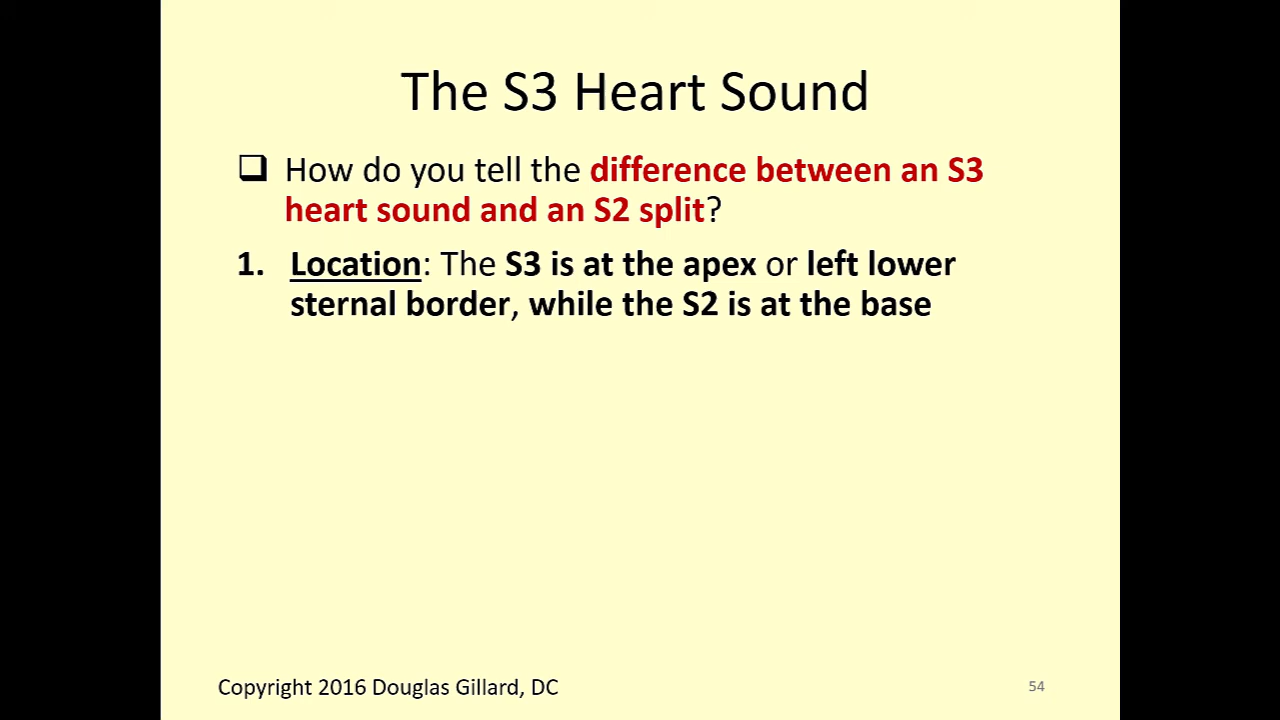 The S3 Heart Sound
❑ How do you tell the difference between an S3
heart sound and an S2 split?
1. Location: The S3 is at the apex or left lower
sternal border, while the S2 is at the base
Copyright 2016 Douglas Gillard, DC
54